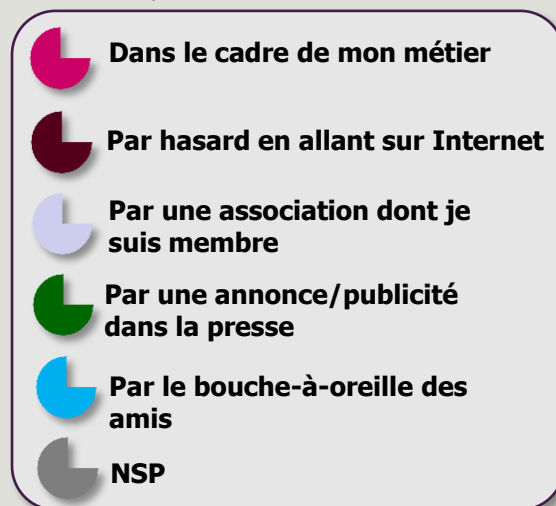 Dans le cadre de mon métier
Par hasard en allant sur Internet
Par une association dont je
suis membre
Par une annonce/publicité
dans la presse
Par le bouche-à-oreille des
amis
NSP